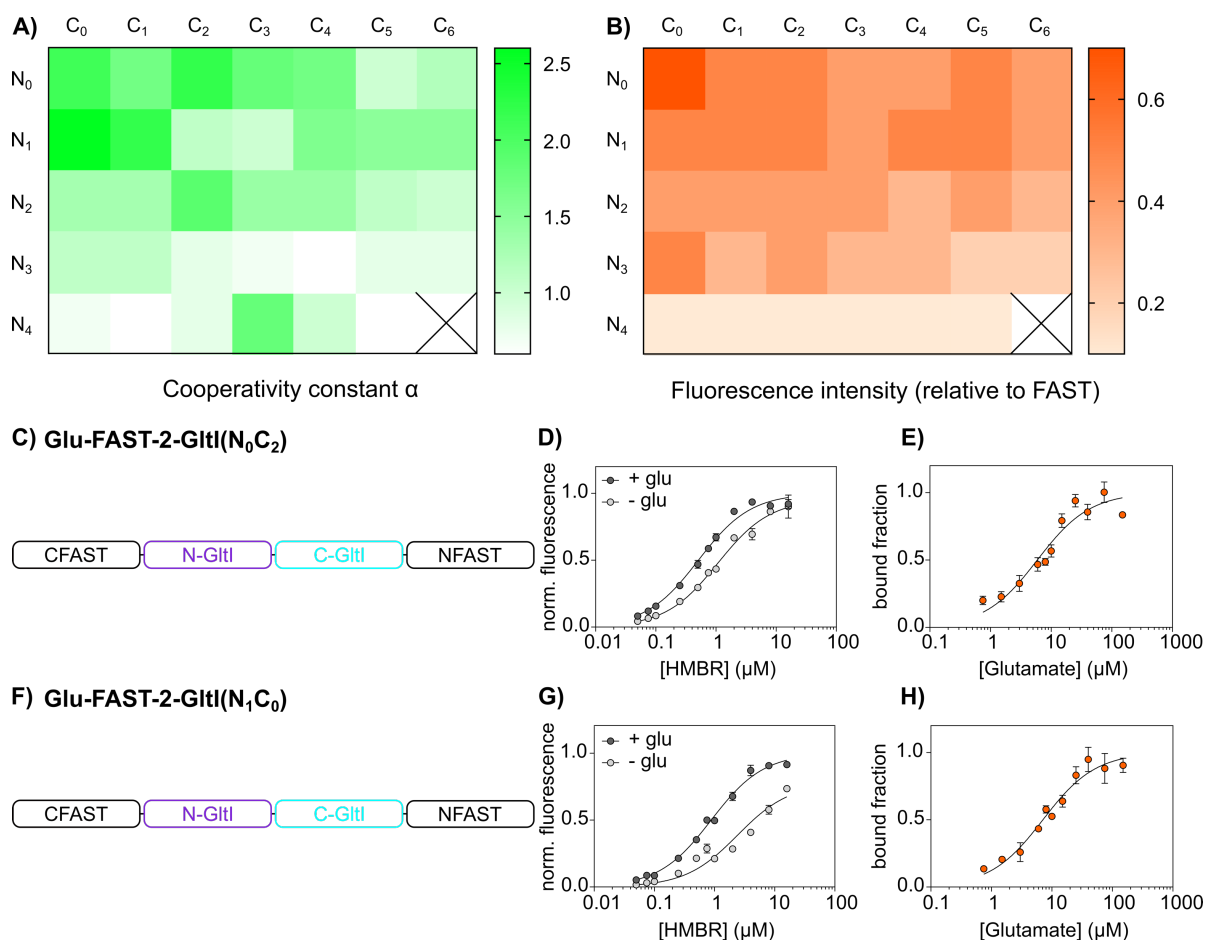 A) C0 C1 C2 C3 C4 C5 C6
N0
N1
N2
N3
N4
2.5
2.0
1.5
1.0
Cooperativity constant α
B) C0 C1 C2 C3 C4 C5 C6
N0
N1
N2
N3
N4
0.6
0.4
0.2
Fluorescence intensity (relative to FAST)
C) Glu-FAST-2-GltI(N0C2)
CFAST N-GltI C-GltI NFAST
D)
norm. fluorescence
+ glu
- glu
1.0
0.5
0.0
0.01 0.1 1 10 100
[HMBR] (µM)
E)
bound fraction
1.0
0.5
0.0
0.1 1 10 100 1000
[Glutamate] (µM)
F) Glu-FAST-2-GltI(N1C0)
CFAST N-GltI C-GltI NFAST
G)
norm. fluorescence
+ glu
- glu
1.0
0.5
0.0
0.01 0.1 1 10 100
[HMBR] (µM)
H)
bound fraction
1.0
0.5
0.0
0.1 1 10 100 1000
[Glutamate] (µM)